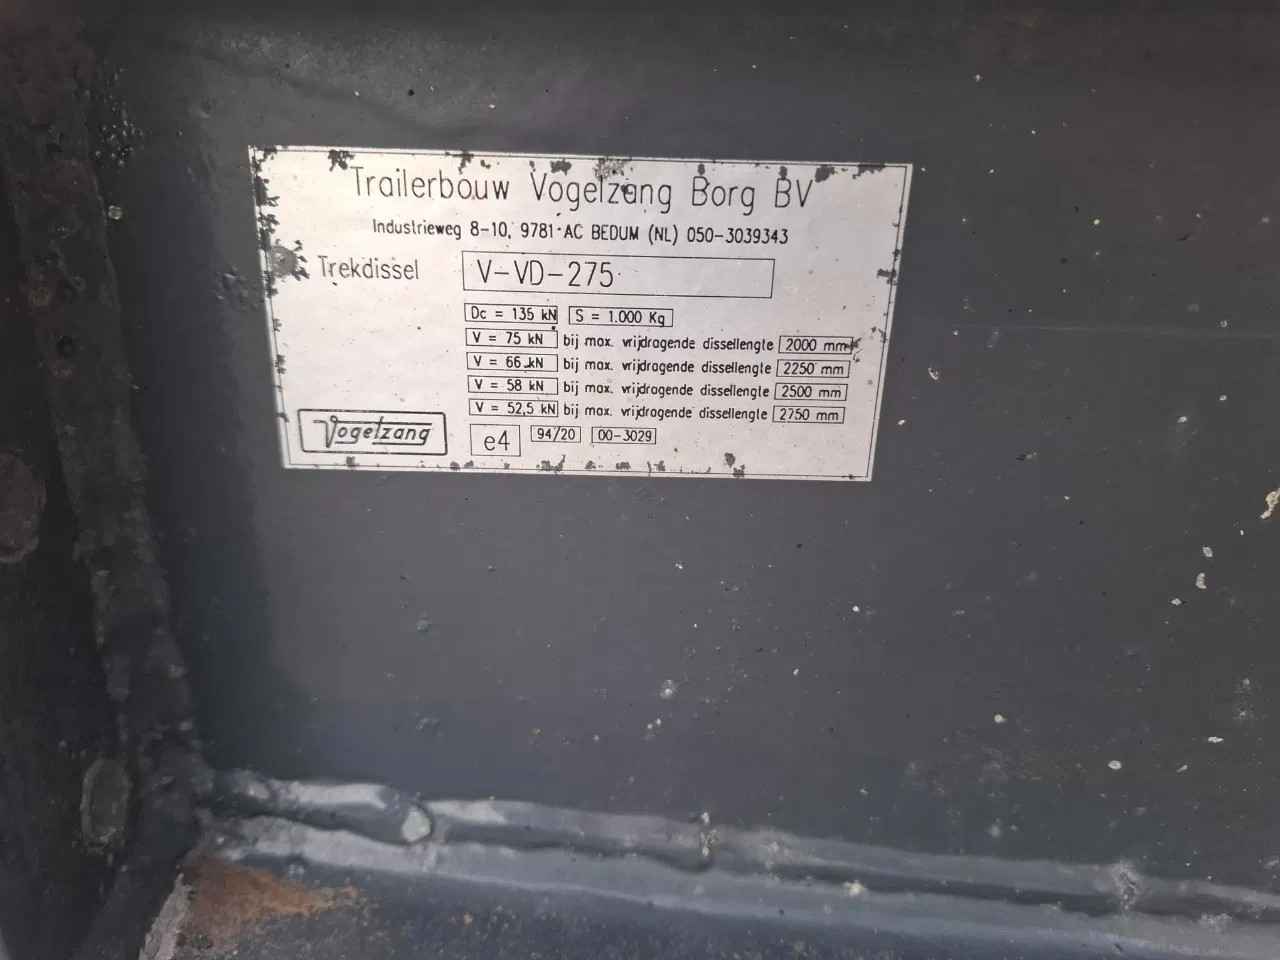 Trailerbouw Vogelzang Borg BV
Industrieweg 8-10, 9781 AC BEDUM (NL) 050-3039343
Trekdissel V-VD-275
Dc = 135 kN S = 1.000 Kg
V = 75 kN bij max. vrijdragende dissellengte 2000 mm
V = 66 kN bij max. vrijdragende dissellengte 2250 mm
V = 58 kN bij max. vrijdragende dissellengte 2500 mm
V = 52,5 kN bij max. vrijdragende dissellengte 2750 mm
Vogelzang e4 94/20 00-3029